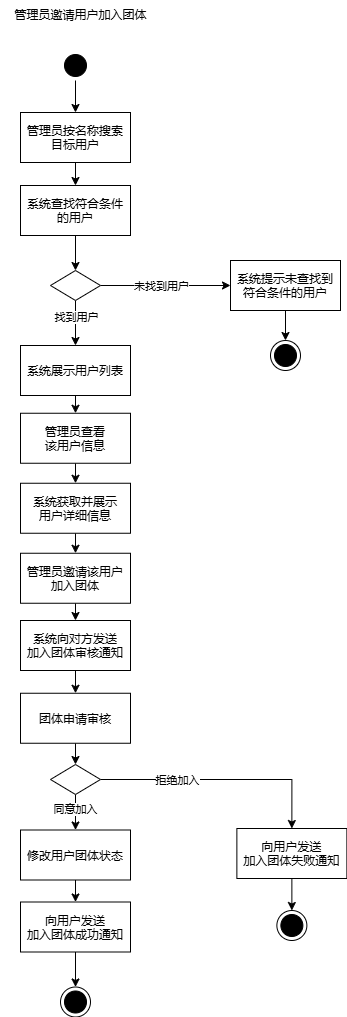 管理员邀请用户加入团体
管理员按名称搜索
目标用户
系统查找符合条件
的用户
未找到用户
系统提示未查找到
符合条件的用户
找到用户
系统展示用户列表
管理员查看
该用户信息
系统获取并展示
用户详细信息
管理员邀请该用户
加入团体
系统向对方发送
加入团体审核通知
团体申请审核
拒绝加入
同意加入
修改用户团体状态
向用户发送
加入团体失败通知
向用户发送
加入团体成功通知